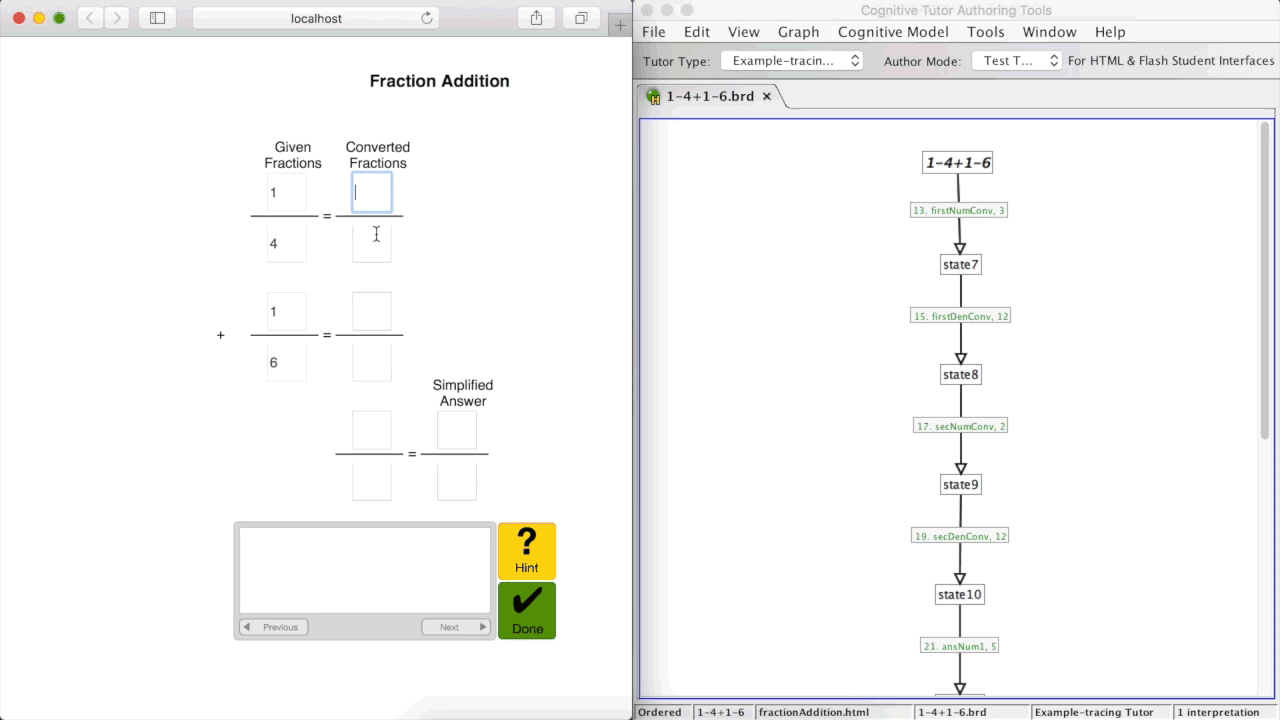 localhost
Fraction Addition
Given
Fractions
Converted
Fractions
1
=
4
+
1
=
6
Simplified
Answer
=
?
Hint
Done
Previous
Next
Cognitive Tutor Authoring Tools
File Edit View Graph Cognitive Model Tools Window Help
Tutor Type: Example-tracin... Author Mode: Test T... For HTML & Flash Student Interfaces
1-4+1-6.brd
1-4+1-6
13. firstNumConv, 3
state7
15. firstDenConv, 12
state8
17. secNumConv, 2
state9
19. secDenConv, 12
state10
21. ansNum1, 5
Ordered 1-4+1-6 fractionAddition.html 1-4+1-6.brd Example-tracing Tutor 1 interpretation